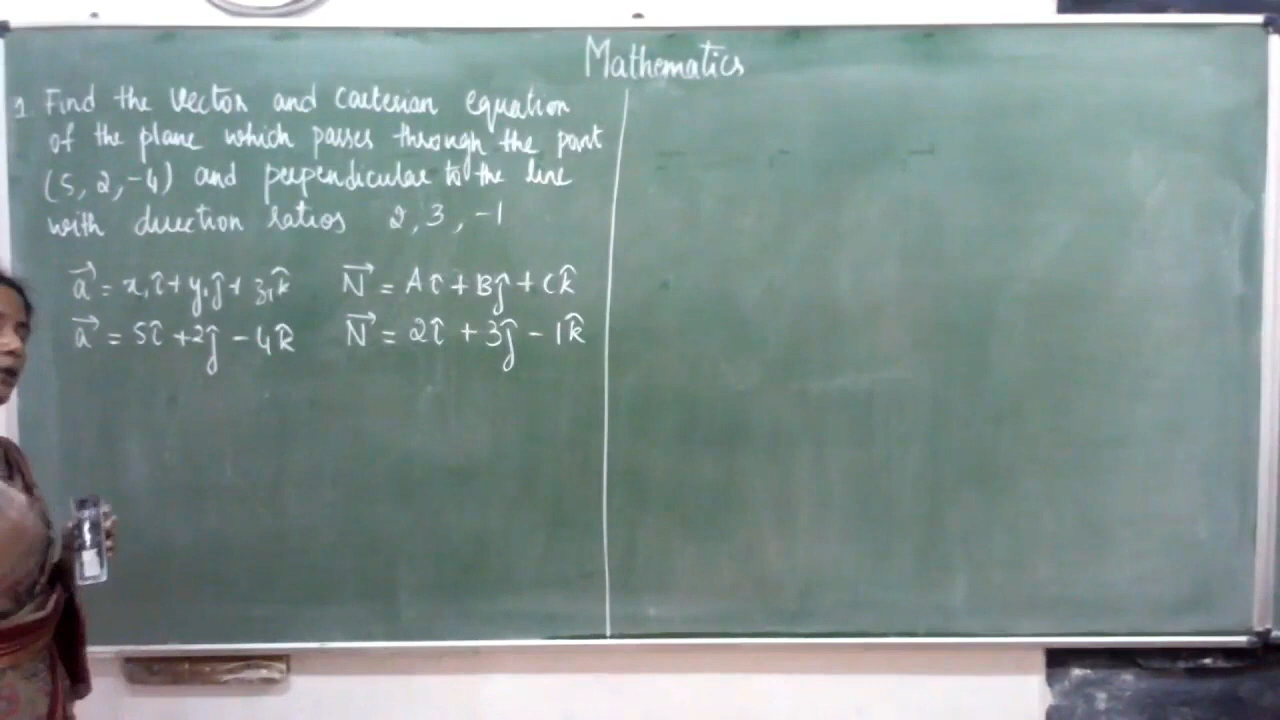 Mathematics
1. Find the vector and cartesian equation
of the plane which passes through the point
(5, 2, -4) and perpendicular to the line
with direction ratios 2, 3, -1
a⃗ = x₁î + y₁ĵ + z₁k̂ N⃗ = Aî + Bĵ + Ck̂
a⃗ = 5î + 2ĵ - 4k̂ N⃗ = 2î + 3ĵ - 1k̂